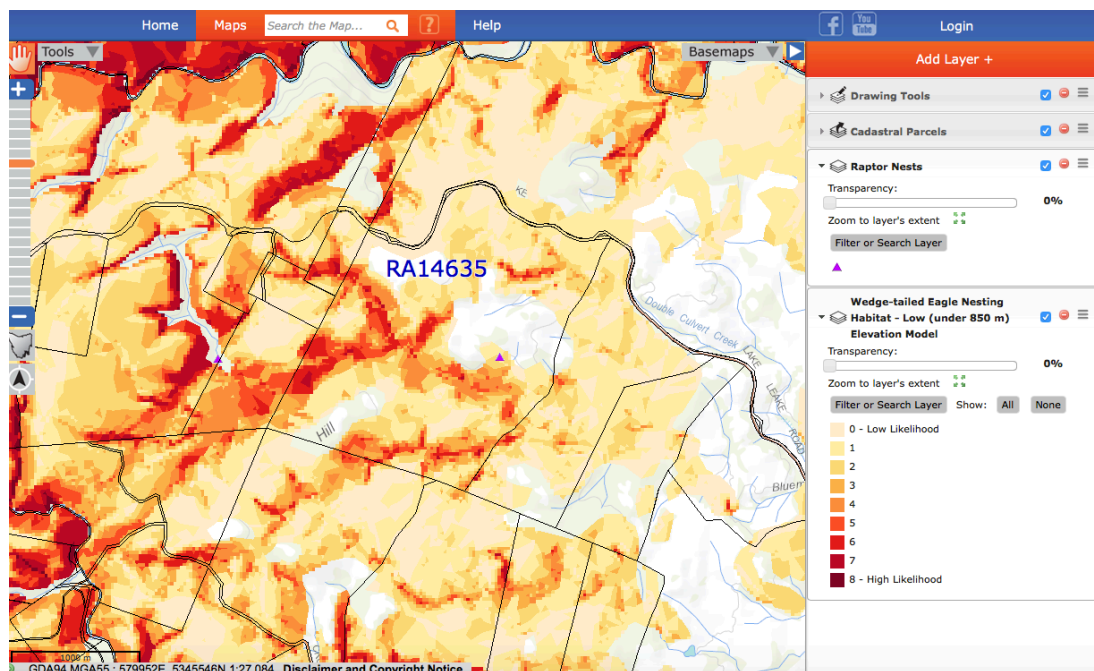 Home
Maps
Search the Map...
?
Help
f
You
Tube
Login
Tools
Basemaps
Add Layer +
Drawing Tools
Cadastral Parcels
Raptor Nests
Transparency:
0%
Zoom to layer's extent
Filter or Search Layer
Wedge-tailed Eagle Nesting
Habitat - Low (under 850 m)
Elevation Model
Transparency:
0%
Zoom to layer's extent
Filter or Search Layer Show: All None
0 - Low Likelihood
1
2
3
4
5
6
7
8 - High Likelihood
KE
RA14635
Double Culvert Creek
LAKE
LEAKE
ROAD
Hill
1000 m
GDA94 MGA55 : 579952E, 5345546N 1:27,084 Disclaimer and Copyright Notice